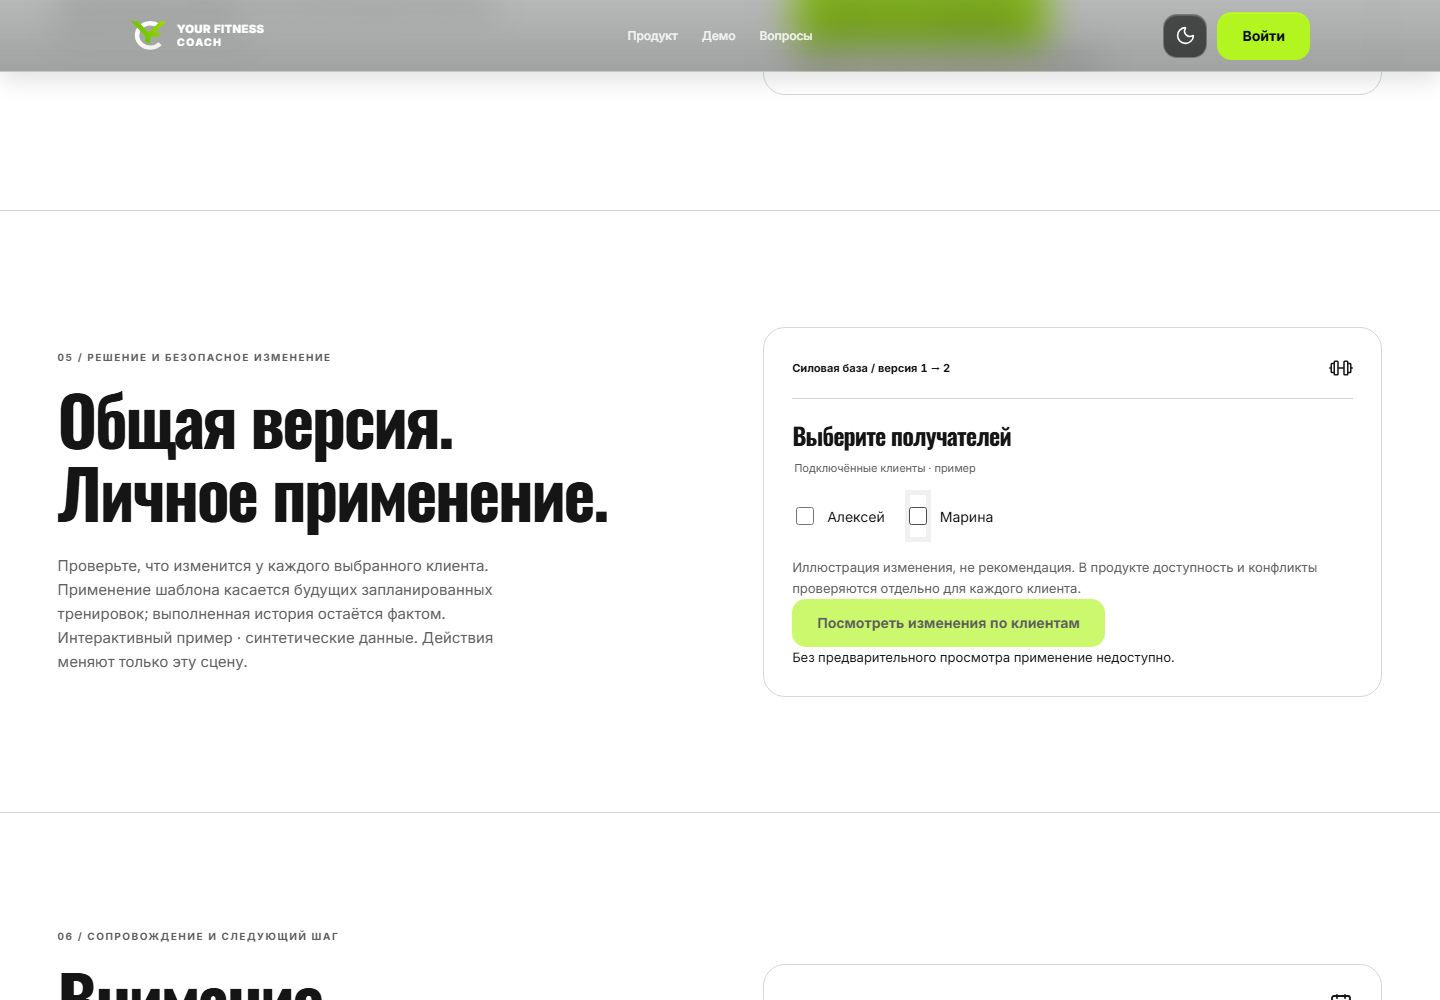 YOUR FITNESS
COACH
Продукт
Демо
Вопросы
Войти
05 / РЕШЕНИЕ И БЕЗОПАСНОЕ ИЗМЕНЕНИЕ
Общая версия.
Личное применение.
Проверьте, что изменится у каждого выбранного клиента.
Применение шаблона касается будущих запланированных
тренировок; выполненная история остаётся фактом.
Интерактивный пример · синтетические данные. Действия
меняют только эту сцену.
Силовая база / версия 1 → 2
Выберите получателей
Подключённые клиенты · пример
Алексей
Марина
Иллюстрация изменения, не рекомендация. В продукте доступность и конфликты
проверяются отдельно для каждого клиента.
Посмотреть изменения по клиентам
Без предварительного просмотра применение недоступно.
06 / СОПРОВОЖДЕНИЕ И СЛЕДУЮЩИЙ ШАГ
Внимание